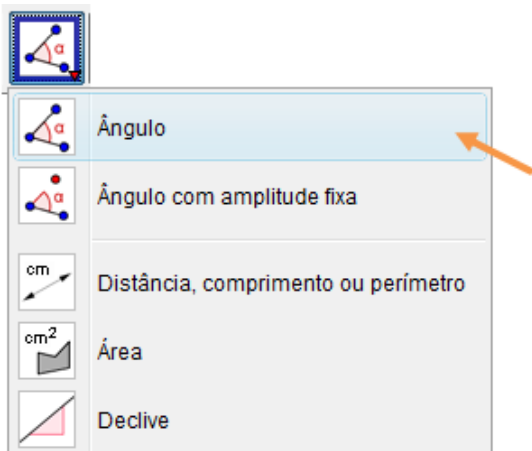 α
α Ângulo
α Ângulo com amplitude fixa
cm Distância, comprimento ou perímetro
cm² Área
Declive